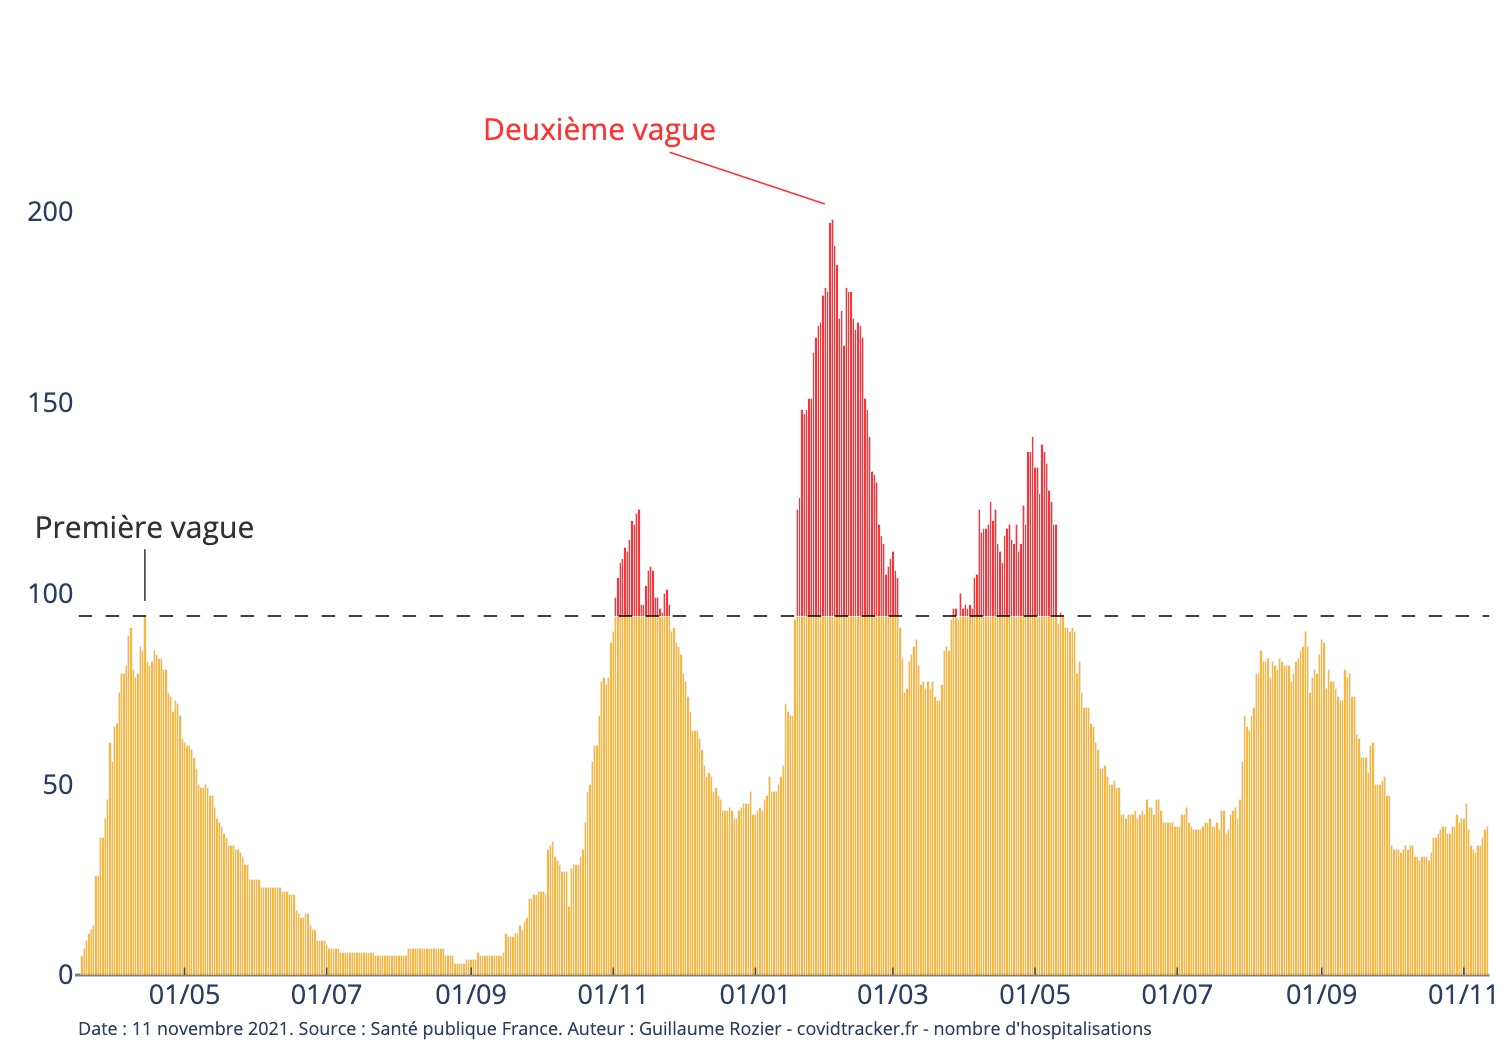 Deuxième vague
200
150
Première vague
100
50
0
01/05 01/07 01/09 01/11 01/01 01/03 01/05 01/07 01/09 01/11
Date : 11 novembre 2021. Source : Santé publique France. Auteur : Guillaume Rozier - covidtracker.fr - nombre d'hospitalisations